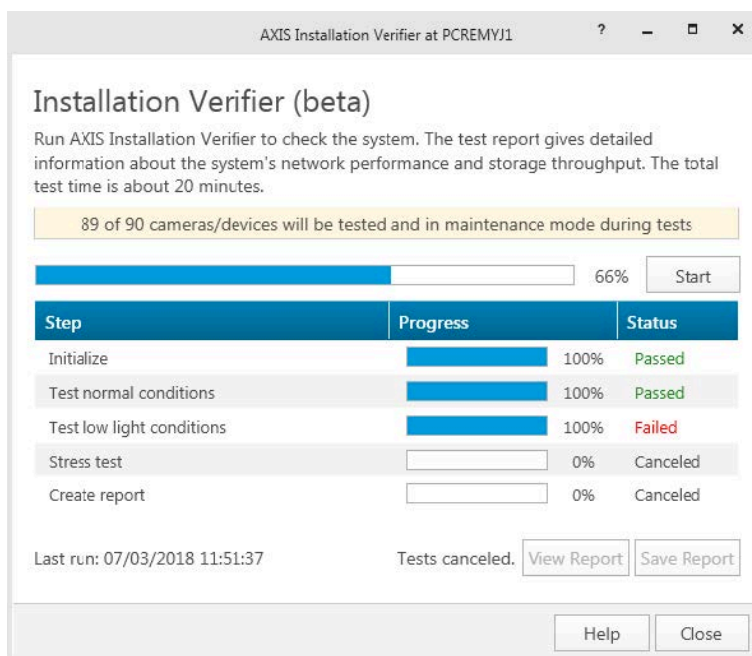 AXIS Installation Verifier at PCREMYJ1
?
Installation Verifier (beta)
Run AXIS Installation Verifier to check the system. The test report gives detailed
information about the system's network performance and storage throughput. The total
test time is about 20 minutes.
89 of 90 cameras/devices will be tested and in maintenance mode during tests
66% Start
Step Progress Status
Initialize 100% Passed
Test normal conditions 100% Passed
Test low light conditions 100% Failed
Stress test 0% Canceled
Create report 0% Canceled
Last run: 07/03/2018 11:51:37 Tests canceled. View Report Save Report
Help Close